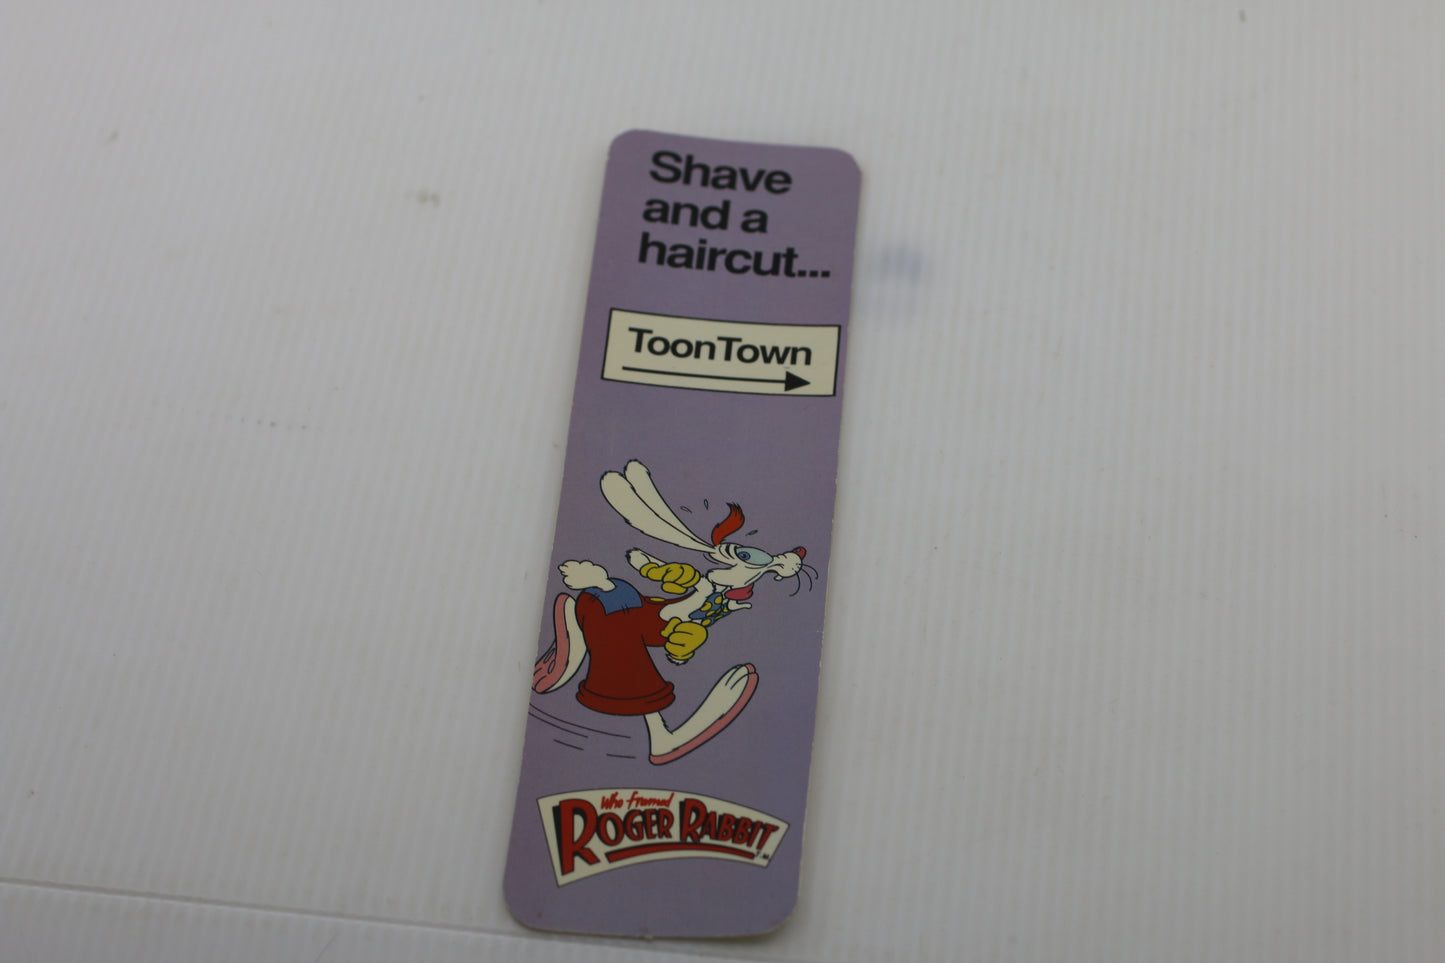 Shave
and a
haircut...
ToonTown
Who Framed
ROGER RABBIT